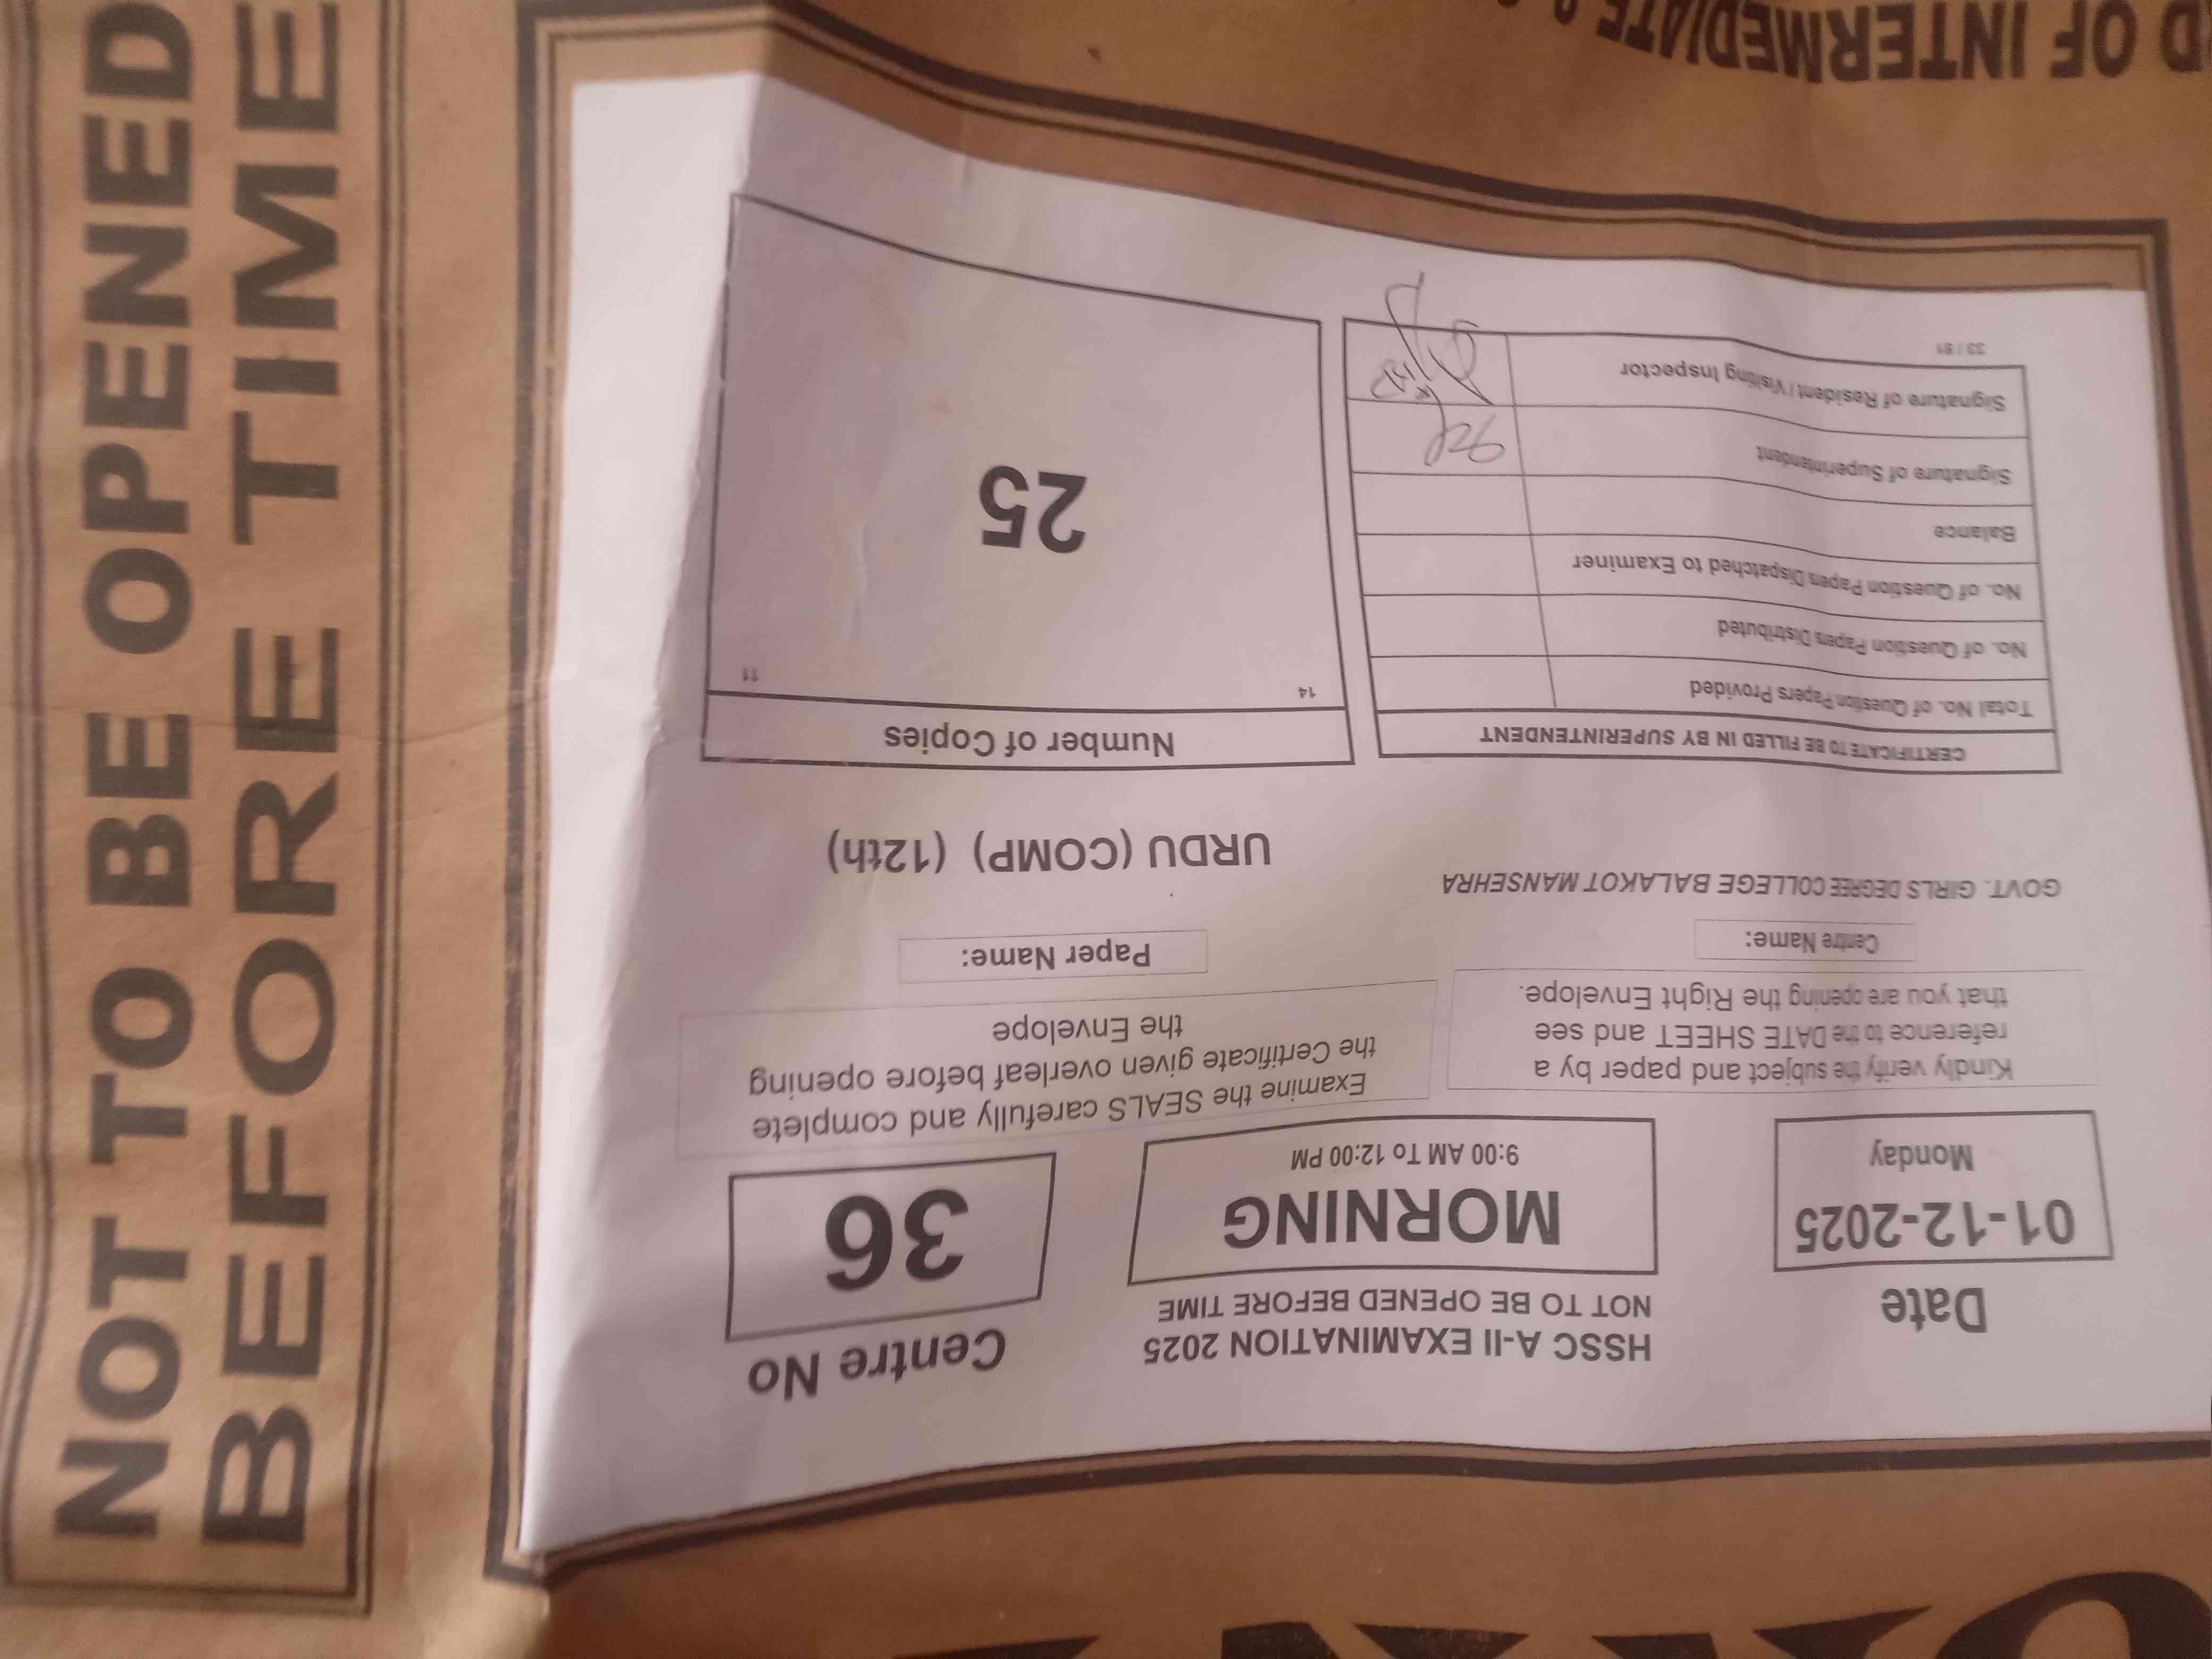 NOT TO BE OPENED
BEFORE TIME
Date
01-12-2025
Monday
HSSC A-II EXAMINATION 2025
NOT TO BE OPENED BEFORE TIME
MORNING
9:00 AM To 12:00 PM
Centre No
36
Kindly verify the subject and paper by a
reference to the DATE SHEET and see
that you are opening the Right Envelope.
Examine the SEALS carefully and complete
the Certificate given overleaf before opening
the Envelope
Centre Name:
GOVT. GIRLS DEGREE COLLEGE BALAKOT MANSEHRA
Paper Name:
URDU (COMP) (12th)
CERTIFICATE TO BE FILLED IN BY SUPERINTENDENT
Total No. of Question Papers Provided
No. of Question Papers Distributed
No. of Question Papers Dispatched to Examiner
Balance
Signature of Superintendent
Signature of Resident / Visiting Inspector
33 / 81
Number of Copies
14
11
25
OF INTERMEDIATE